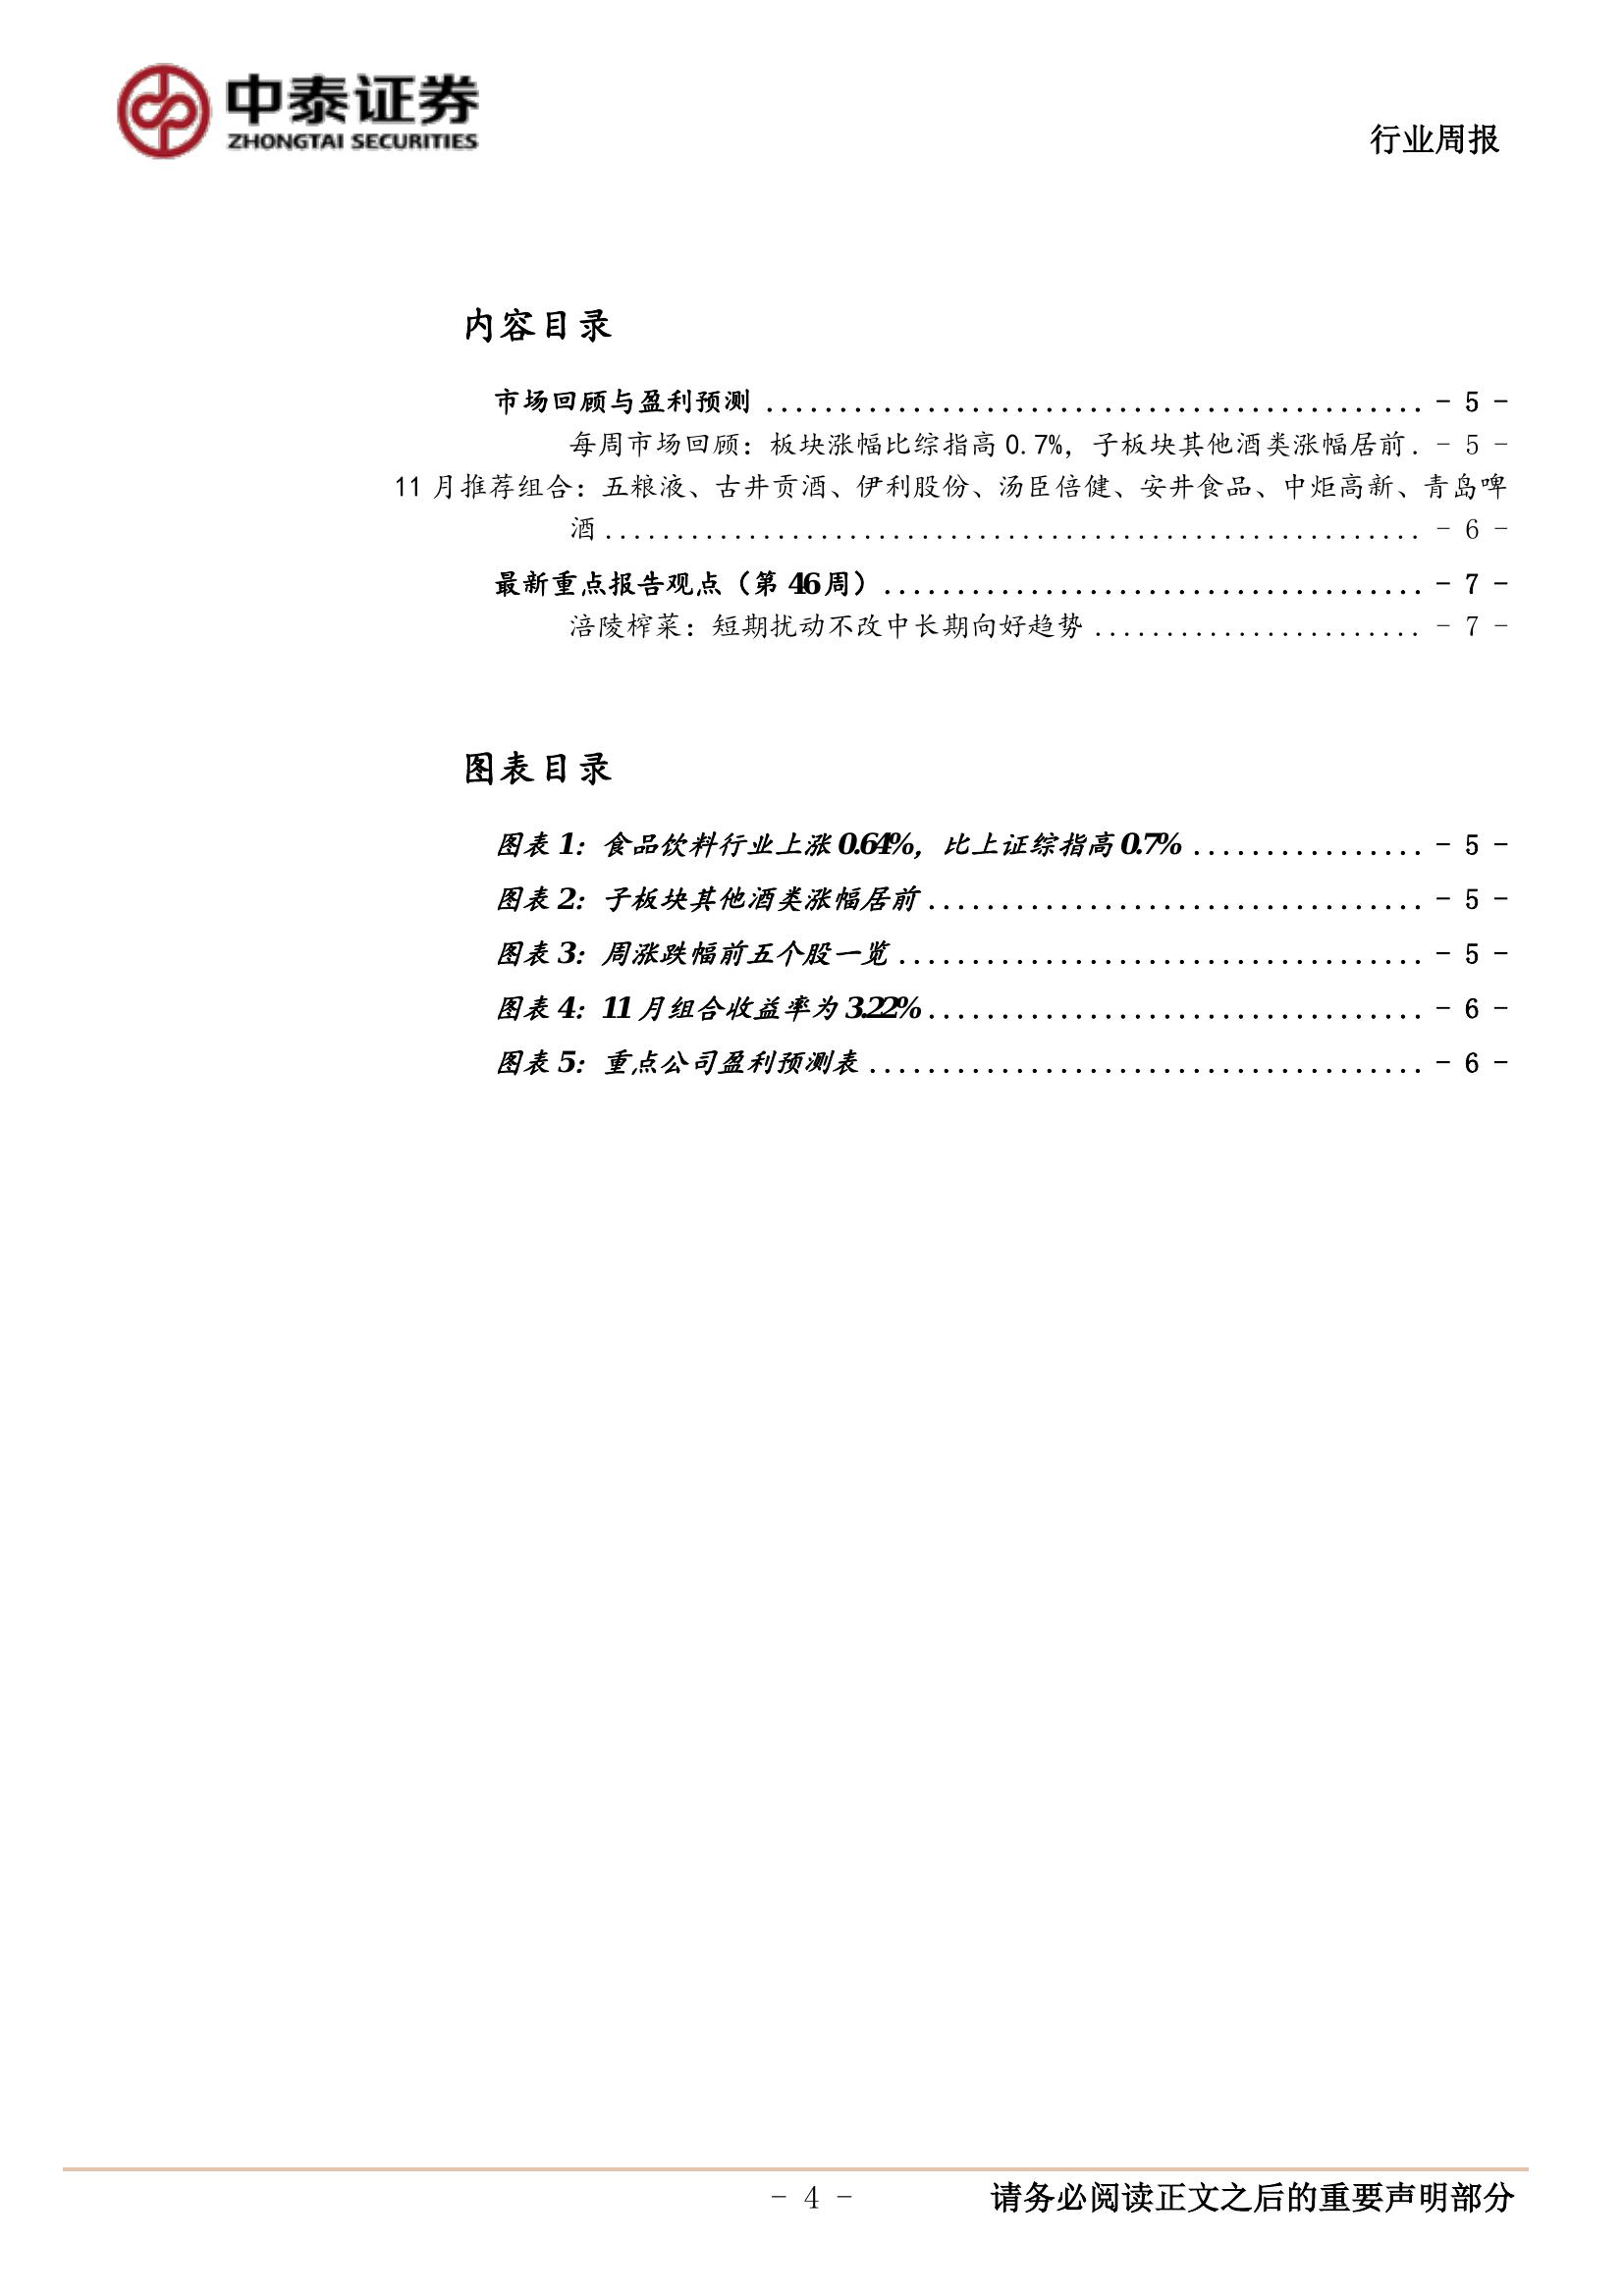 中泰证券
ZHONGTAI SECURITIES
行业周报
内容目录
市场回顾与盈利预测 ............................................. - 5 -
每周市场回顾：板块涨幅比综指高 0.7%，子板块其他酒类涨幅居前. - 5 -
11 月推荐组合：五粮液、古井贡酒、伊利股份、汤臣倍健、安井食品、中炬高新、青岛啤
酒......................................................... - 6 -
最新重点报告观点（第 46 周）..................................... - 7 -
涪陵榨菜：短期扰动不改中长期向好趋势 ....................... - 7 -
图表目录
图表 1：食品饮料行业上涨 0.64%，比上证综指高 0.7% ................ - 5 -
图表 2：子板块其他酒类涨幅居前.................................. - 5 -
图表 3：周涨跌幅前五个股一览 .................................... - 5 -
图表 4：11 月组合收益率为 3.22%.................................. - 6 -
图表 5：重点公司盈利预测表 ...................................... - 6 -
- 4 -
请务必阅读正文之后的重要声明部分